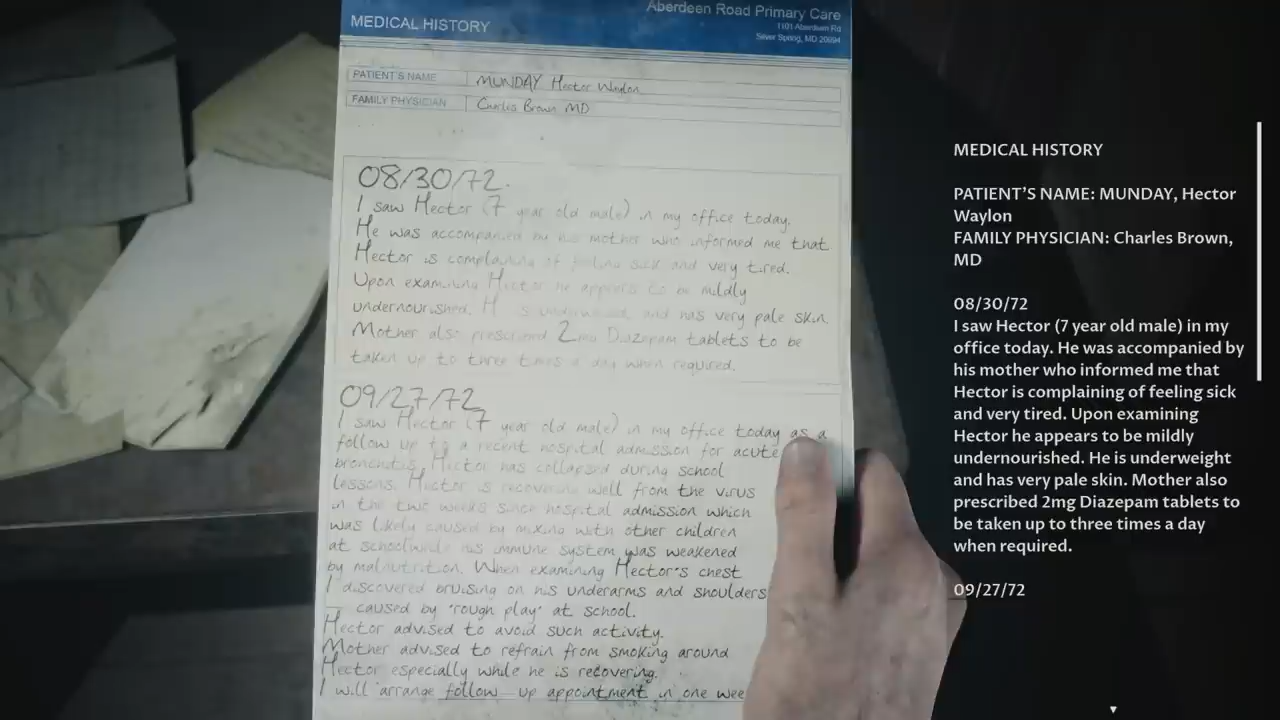 Aberdeen Road Primary Care
MEDICAL HISTORY
1101 Aberdeen Rd
Silver Spring, MD 20094
PATIENT'S NAME
MUNDAY Hector Waylon
FAMILY PHYSICIAN
Charles Brown MD
08/30/72.
I saw Hector (7 year old male) in my office today.
He was accompanied by his mother who informed me that
Hector is complaining of feeling sick and very tired.
Upon examining Hector he appears to be mildly
undernourished. H s underweight and has very pale skin.
Mother also prescribed 2mg Diazepam tablets to be
taken up to three times a day when required.
09/27/72
I saw Hector (7 year old male) in my office today as a
follow up to a recent hospital admission for acute
bronchitis. Hector has collapsed during school
lessons. Hector is recovering well from the virus
in the two weeks since hospital admission which
was likely caused by mixing with other children
at school while his immune system was weakened
by malnutrition. When examining Hector's chest
I discovered bruising on his underarms and shoulders
caused by 'rough play' at school.
Hector advised to avoid such activity.
Mother advised to refrain from smoking around
Hector especially while he is recovering.
I will arrange follow-up appointment in one wee
MEDICAL HISTORY
PATIENT'S NAME: MUNDAY, Hector
Waylon
FAMILY PHYSICIAN: Charles Brown,
MD
08/30/72
I saw Hector (7 year old male) in my
office today. He was accompanied by
his mother who informed me that
Hector is complaining of feeling sick
and very tired. Upon examining
Hector he appears to be mildly
undernourished. He is underweight
and has very pale skin. Mother also
prescribed 2mg Diazepam tablets to
be taken up to three times a day
when required.
09/27/72